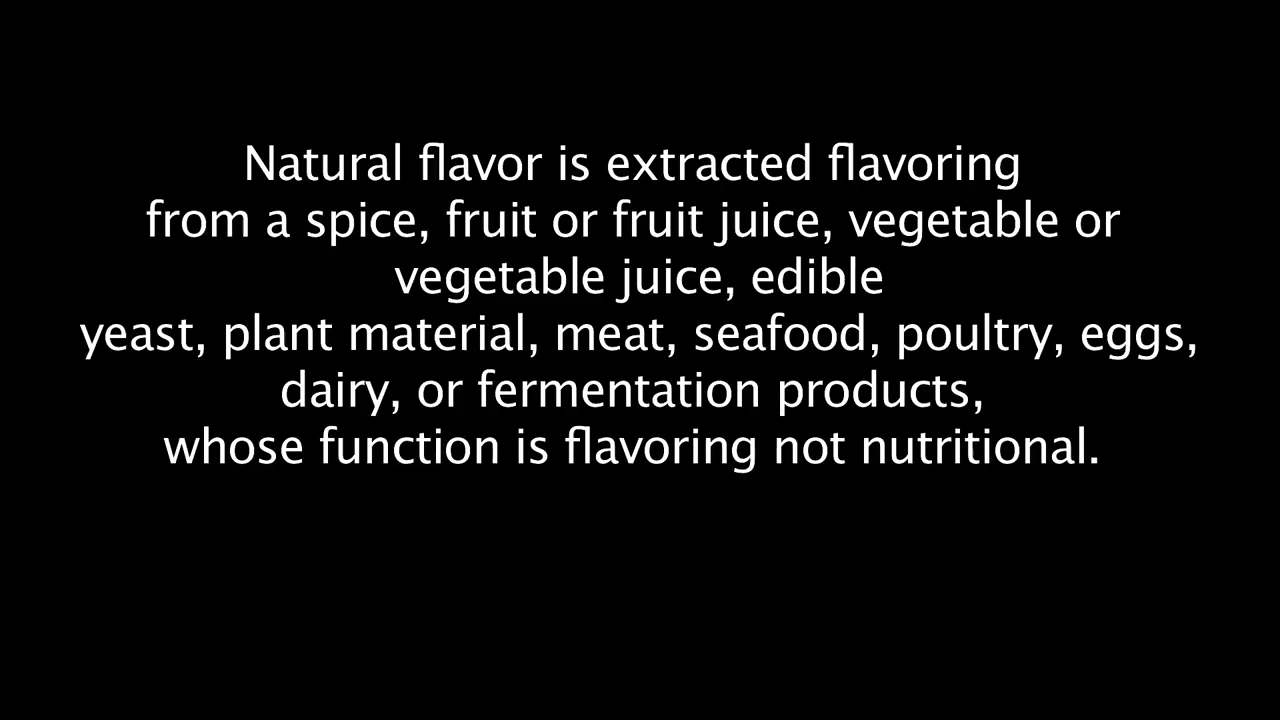 Natural flavor is extracted flavoring
from a spice, fruit or fruit juice, vegetable or
vegetable juice, edible
yeast, plant material, meat, seafood, poultry, eggs,
dairy, or fermentation products,
whose function is flavoring not nutritional.